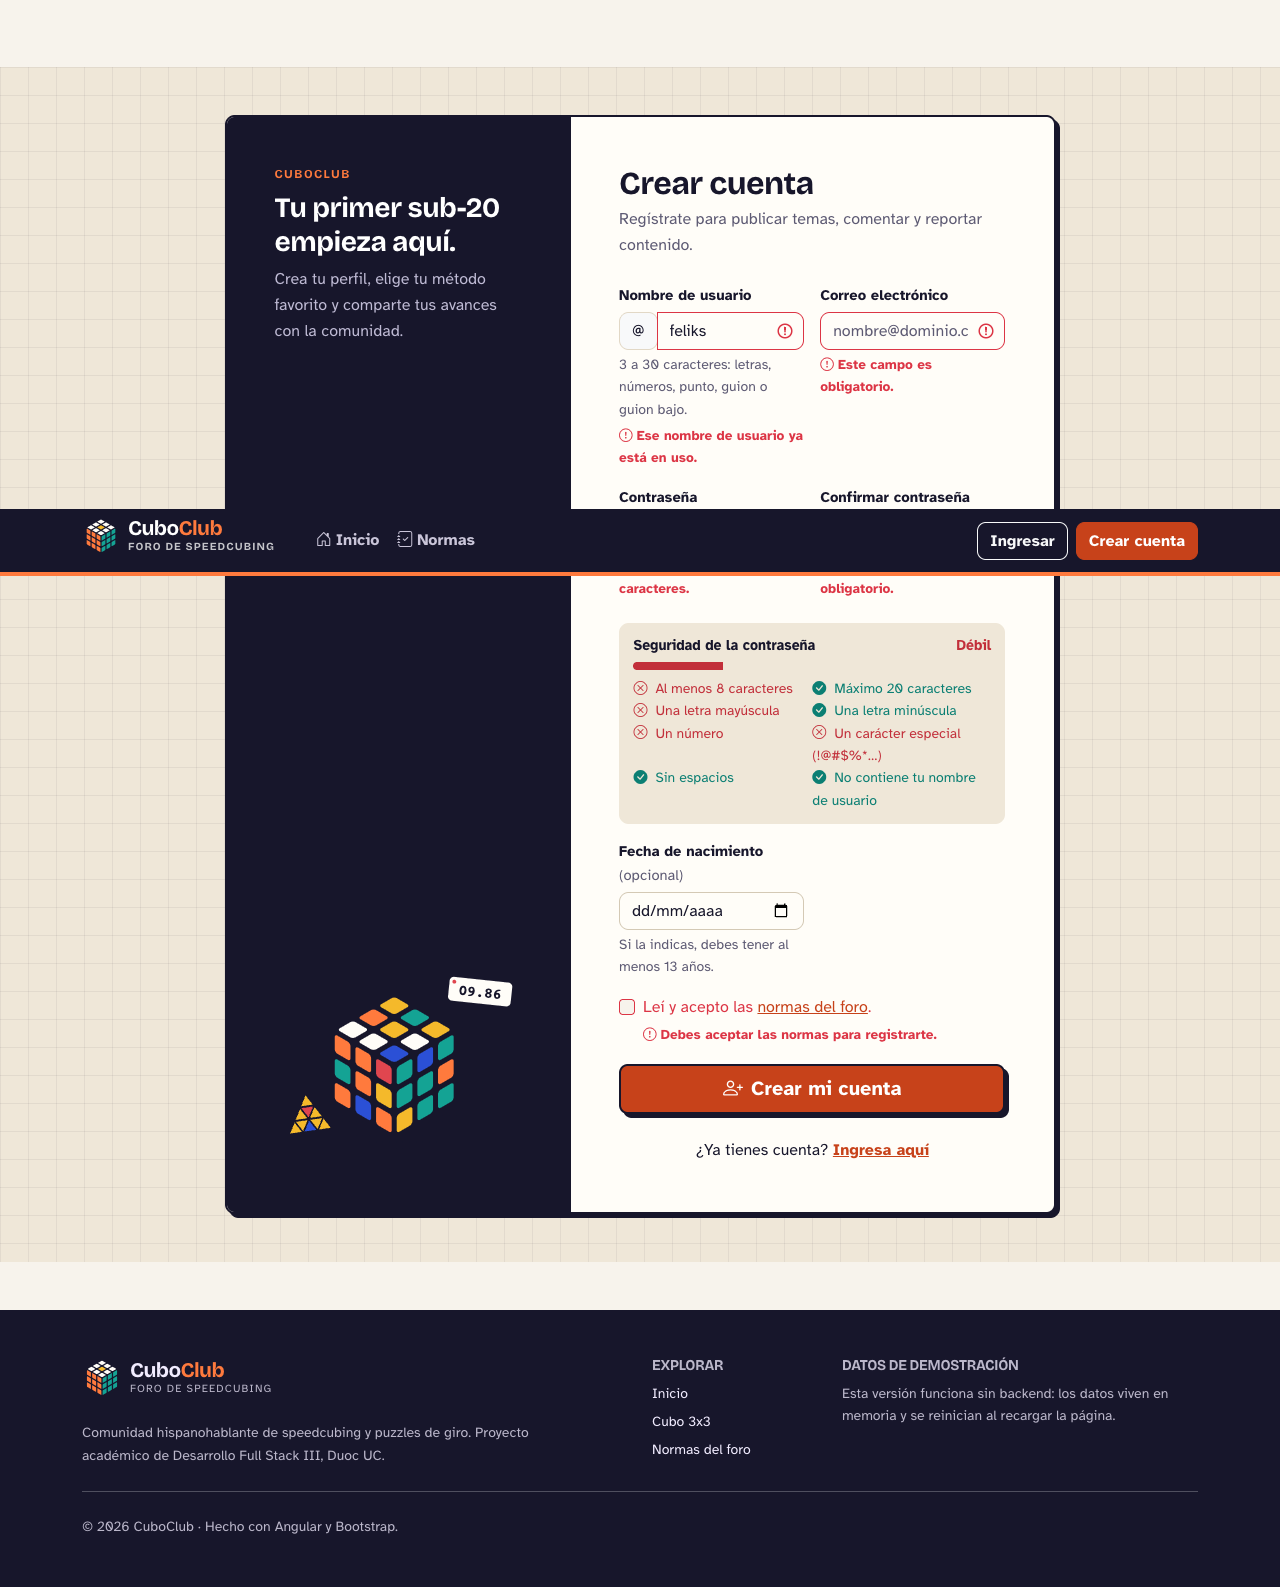 CUBOCLUB
Tu primer sub-20
empieza aquí.
Crea tu perfil, elige tu método
favorito y comparte tus avances
con la comunidad.
Crear cuenta
Regístrate para publicar temas, comentar y reportar
contenido.
Nombre de usuario
Correo electrónico
@ feliks
nombre@dominio.c
3 a 30 caracteres: letras,
números, punto, guion o
guion bajo.
Ese nombre de usuario ya
está en uso.
Este campo es
obligatorio.
Contraseña
Confirmar contraseña
CuboClub
FORO DE SPEEDCUBING
Inicio
Normas
Ingresar
Crear cuenta
caracteres.
obligatorio.
Seguridad de la contraseña
Débil
Al menos 8 caracteres
Máximo 20 caracteres
Una letra mayúscula
Una letra minúscula
Un número
Un carácter especial
(!@#$%*…)
Sin espacios
No contiene tu nombre
de usuario
Fecha de nacimiento
(opcional)
dd/mm/aaaa
Si la indicas, debes tener al
menos 13 años.
09.86
Leí y acepto las normas del foro.
Debes aceptar las normas para registrarte.
Crear mi cuenta
¿Ya tienes cuenta? Ingresa aquí
CuboClub
FORO DE SPEEDCUBING
Comunidad hispanohablante de speedcubing y puzzles de giro. Proyecto
académico de Desarrollo Full Stack III, Duoc UC.
EXPLORAR
Inicio
Cubo 3x3
Normas del foro
DATOS DE DEMOSTRACIÓN
Esta versión funciona sin backend: los datos viven en
memoria y se reinician al recargar la página.
© 2026 CuboClub · Hecho con Angular y Bootstrap.